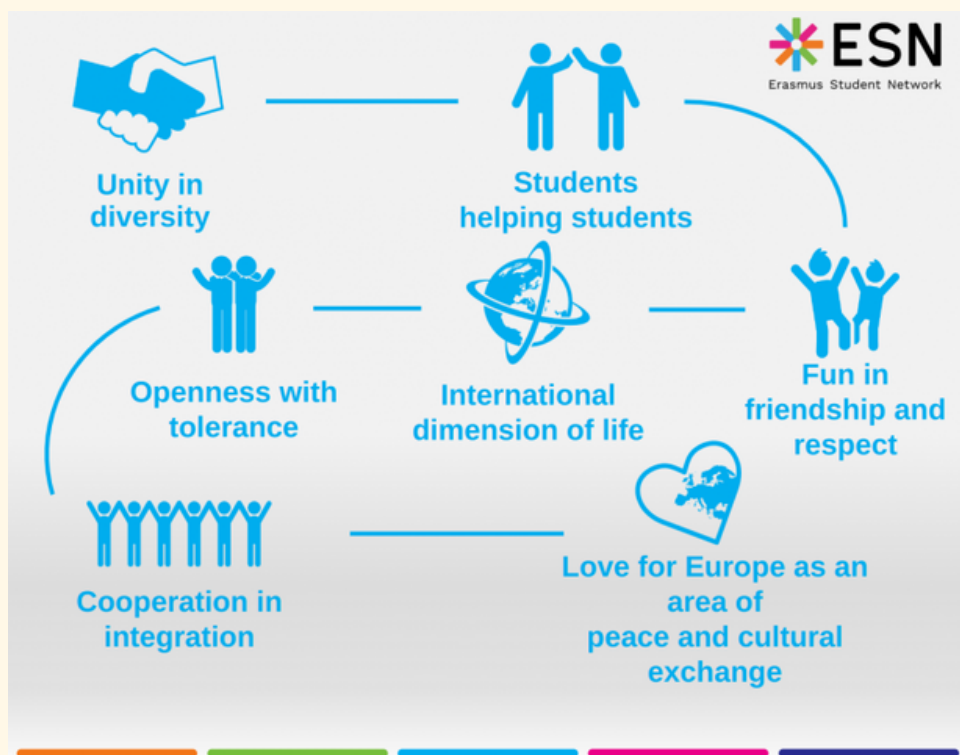 ESN
Erasmus Student Network
Unity in
diversity
Students
helping students
Openness with
tolerance
International
dimension of life
Fun in
friendship and
respect
Cooperation in
integration
Love for Europe as an
area of
peace and cultural
exchange